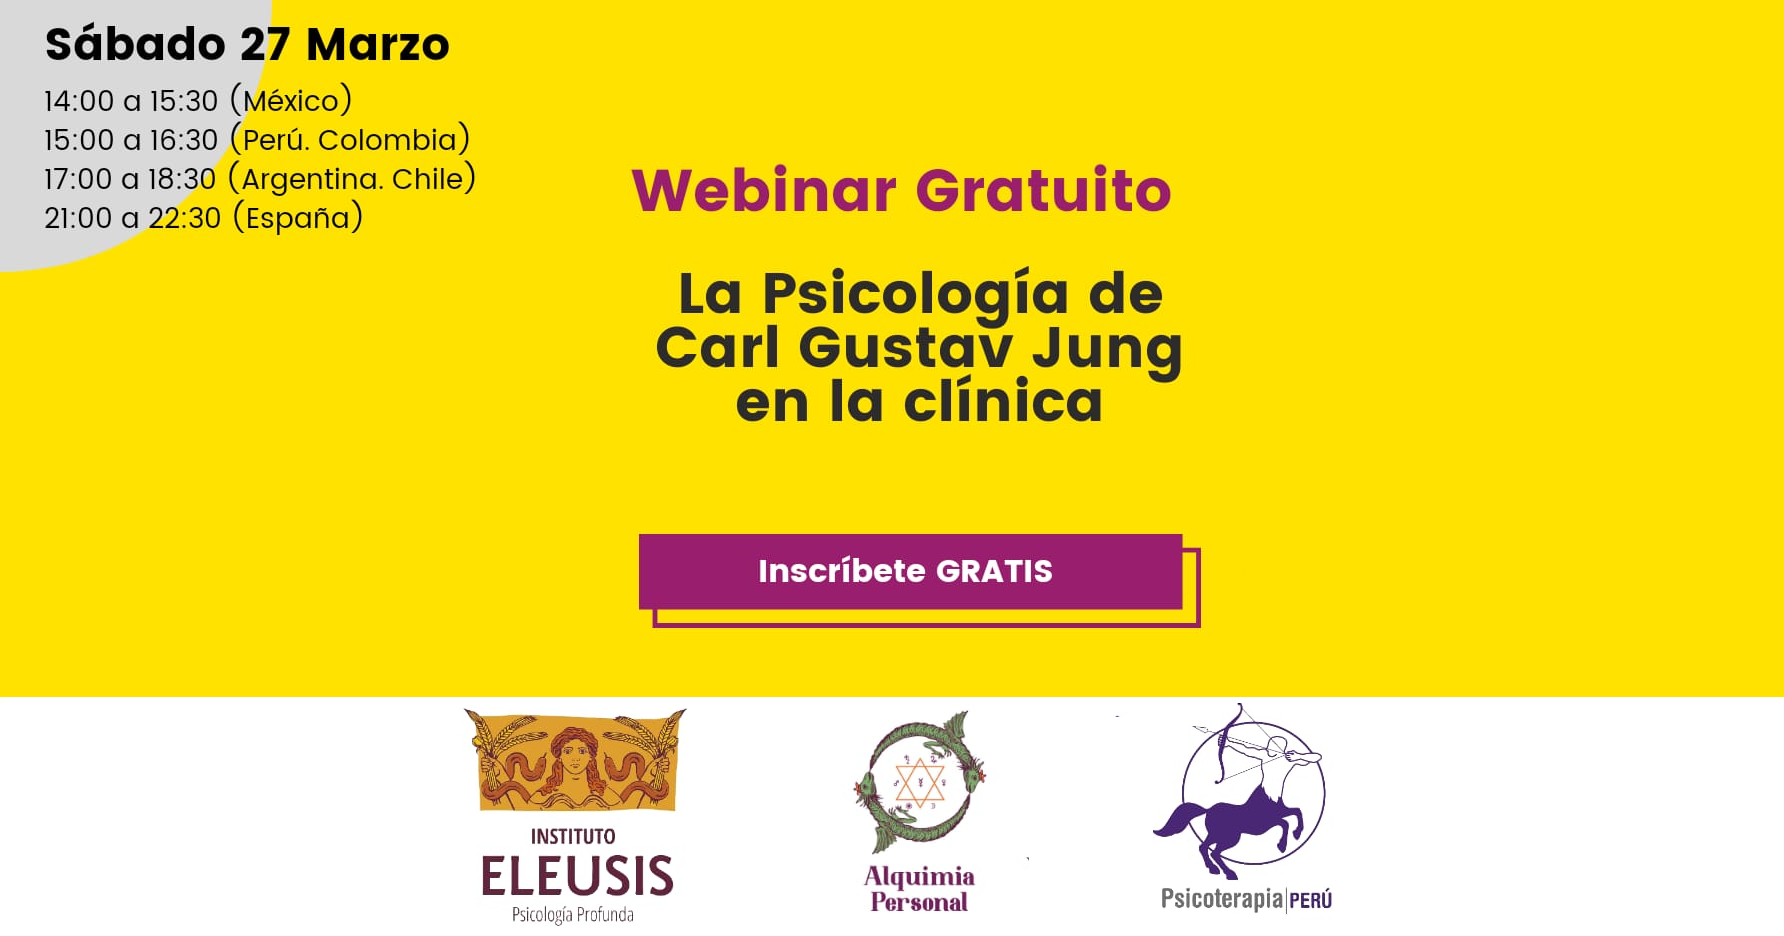 Sábado 27 Marzo
14:00 a 15:30 (México)
15:00 a 16:30 (Perú. Colombia)
17:00 a 18:30 (Argentina. Chile)
21:00 a 22:30 (España)
Webinar Gratuito
La Psicología de
Carl Gustav Jung
en la clínica
Inscríbete GRATIS
INSTITUTO
ELEUSIS
Psicología Profunda
Alquimia
Personal
Psicoterapia|PERÚ